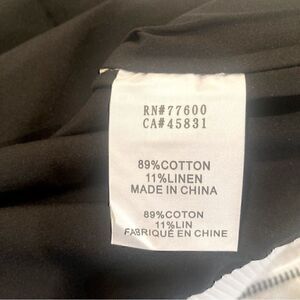 RN#77600
CA#45831
89%COTTON
11%LINEN
MADE IN CHINA
89%COTON
11%LIN
FABRIQUÉ EN CHINE